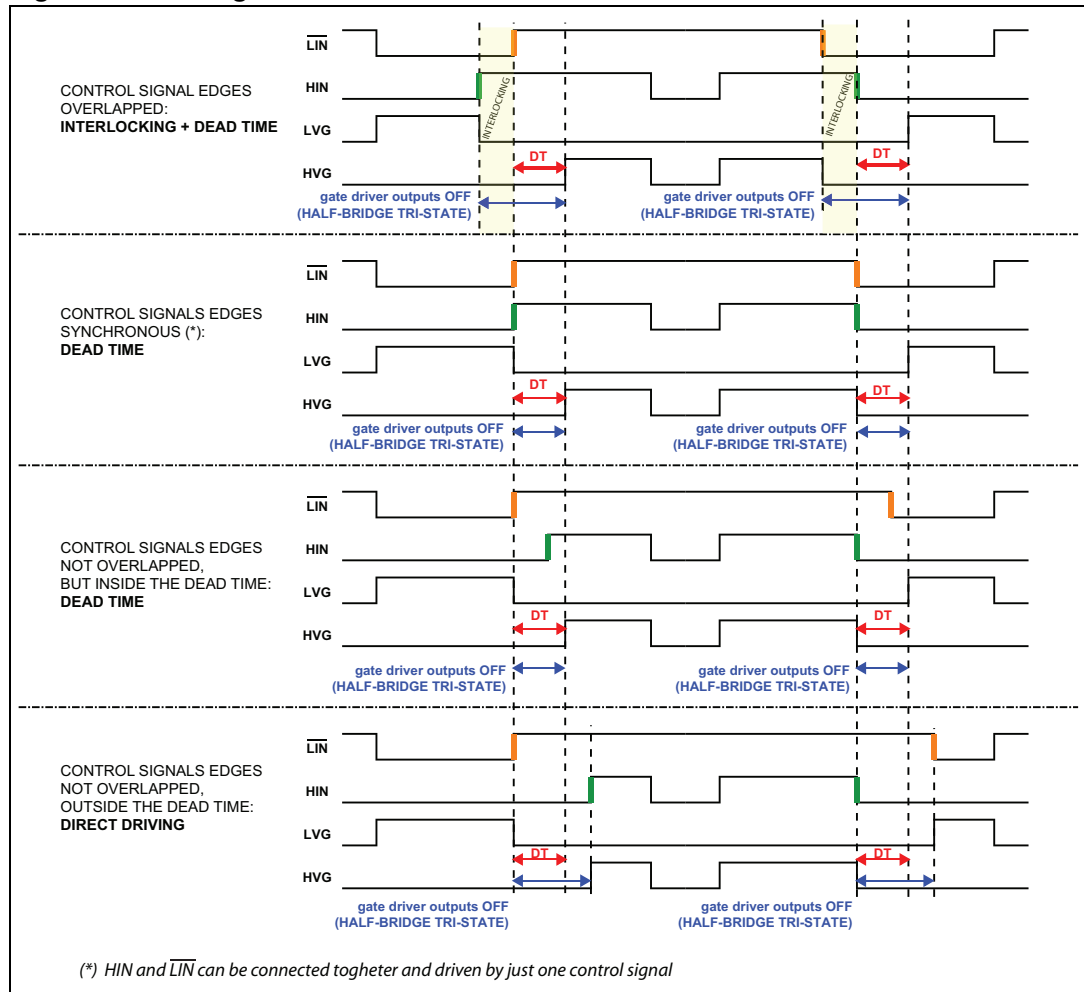 LIN
HIN
CONTROL SIGNAL EDGES
OVERLAPPED:
INTERLOCKING + DEAD TIME
LVG
HVG
INTERLOCKING
INTERLOCKING
DT
DT
gate driver outputs OFF
(HALF-BRIDGE TRI-STATE)
gate driver outputs OFF
(HALF-BRIDGE TRI-STATE)
LIN
CONTROL SIGNALS EDGES
SYNCHRONOUS (*):
DEAD TIME
HIN
LVG
HVG
DT
DT
gate driver outputs OFF
(HALF-BRIDGE TRI-STATE)
gate driver outputs OFF
(HALF-BRIDGE TRI-STATE)
LIN
CONTROL SIGNALS EDGES
NOT OVERLAPPED,
BUT INSIDE THE DEAD TIME:
DEAD TIME
HIN
LVG
HVG
DT
DT
gate driver outputs OFF
(HALF-BRIDGE TRI-STATE)
gate driver outputs OFF
(HALF-BRIDGE TRI-STATE)
LIN
CONTROL SIGNALS EDGES
NOT OVERLAPPED,
OUTSIDE THE DEAD TIME:
DIRECT DRIVING
HIN
LVG
HVG
DT
DT
gate driver outputs OFF
(HALF-BRIDGE TRI-STATE)
gate driver outputs OFF
(HALF-BRIDGE TRI-STATE)
(*) HIN and LIN can be connected togheter and driven by just one control signal